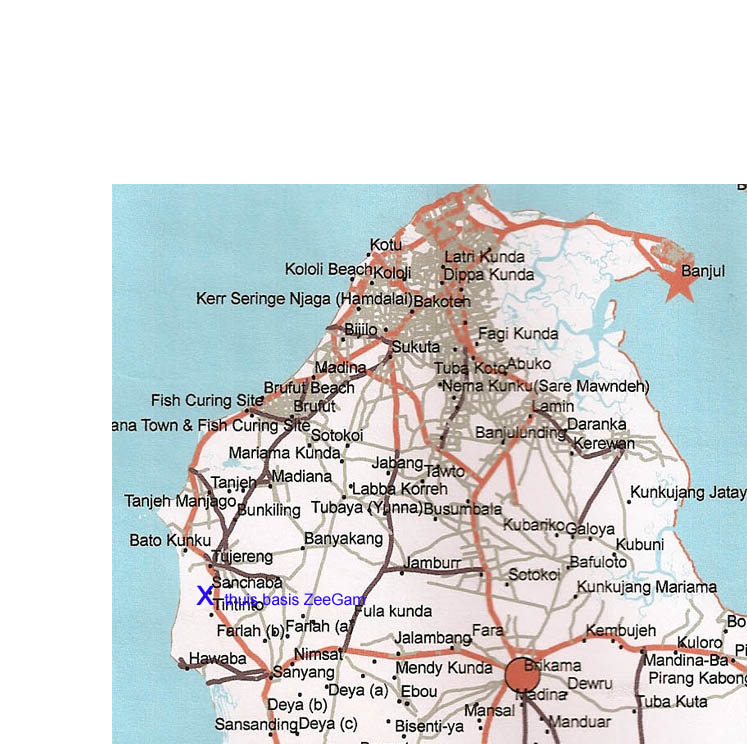 Kotu
Latri Kunda
Kololi Beach
Kololi
Dippa Kunda
Banjul
Kerr Seringe Njaga (Hamdalai)
Bakoteh
Bijilo
Fagi Kunda
Sukuta
Madina
Tuba Koto
Abuko
Brufut Beach
Nema Kunku(Sare Mawndeh)
Fish Curing Site
Brufut
Lamin
ana Town & Fish Curing Site
Daranka
Sotokoi
Banjulunding
Kerewan
Mariama Kunda
Jabang
Tawto
Tanjeh
Madiana
Labba Korreh
Kunkujang Jatay
Tanjeh Manjago
Bunkiling
Tubaya (Yunna)
Busumbala
Kubariko
Galoya
Bato Kunku
Banyakang
Kubuni
Tujereng
Jamburr
Bafuloto
Sanchaba
Sotokoi
Kunkujang Mariama
X thuis basis ZeeGam
Tintinto
Fula kunda
Farlah (b)
Farlah (a)
Jalambang
Fara
Kembujeh
Bo
Kuloro
Hawaba
Nimsat
Sanyang
Mendy Kunda
Brikama
Mandina-Ba
Pi
Pirang Kabong
Deya (a)
Ebou
Madina
Dewru
Deya (b)
Mansal
Tuba Kuta
Sansanding
Deya (c)
Bisenti-ya
Manduar